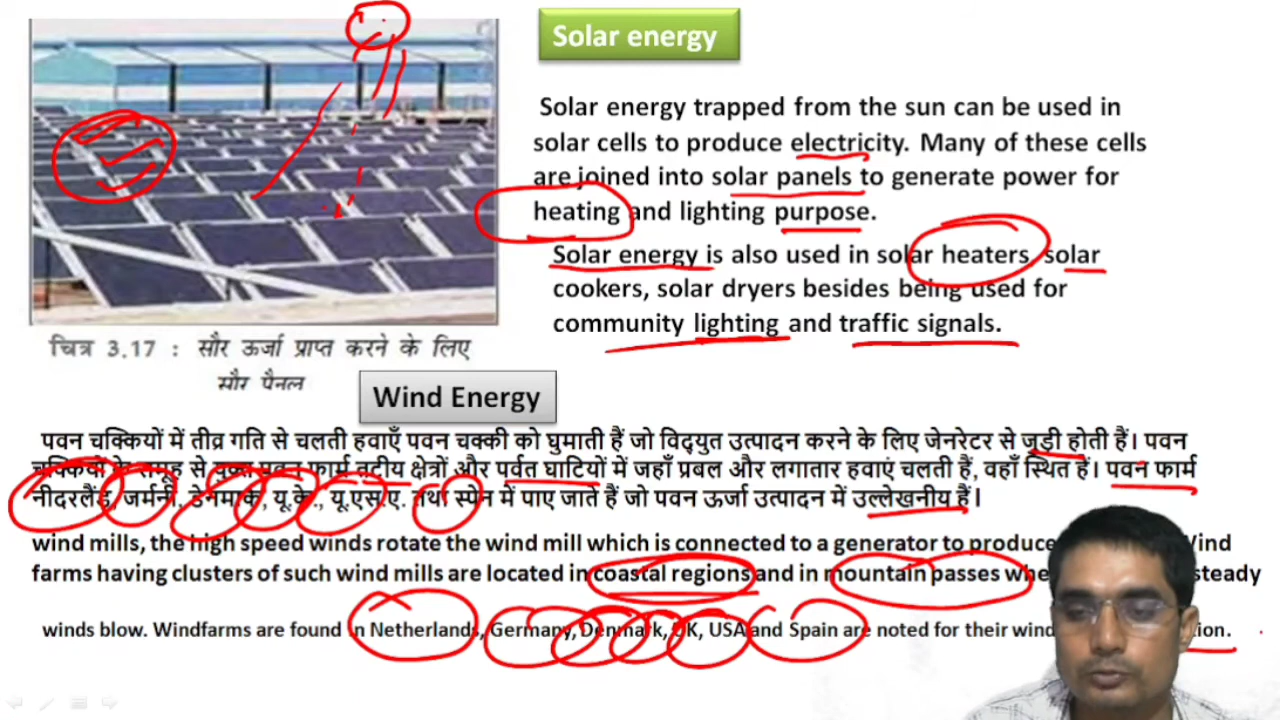 Solar energy
Solar energy trapped from the sun can be used in
solar cells to produce electricity. Many of these cells
are joined into solar panels to generate power for
heating and lighting purpose.
Solar energy is also used in solar heaters, solar
cookers, solar dryers besides being used for
community lighting and traffic signals.
चित्र 3.17 : सौर ऊर्जा प्राप्त करने के लिए
सौर पैनल
Wind Energy
पवन चक्कियों में तीव्र गति से चलती हवाएँ पवन चक्की को घुमाती हैं जो विद्युत उत्पादन करने के लिए जेनरेटर से जुड़ी होती हैं। पवन
चक्कियों के समूह से युक्त पवन फार्म तटीय क्षेत्रों और पर्वत घाटियों में जहाँ प्रबल और लगातार हवाएं चलती हैं, वहाँ स्थित हैं। पवन फार्म
नीदरलैंड, जर्मनी, डेनमार्क, यू.के., यू.एस.ए. तथा स्पेन में पाए जाते हैं जो पवन ऊर्जा उत्पादन में उल्लेखनीय हैं।
wind mills, the high speed winds rotate the wind mill which is connected to a generator to produce Wind
farms having clusters of such wind mills are located in coastal regions and in mountain passes steady
winds blow. Windfarms are found in Netherlands, Germany, Denmark, UK, USA and Spain are noted for their wind